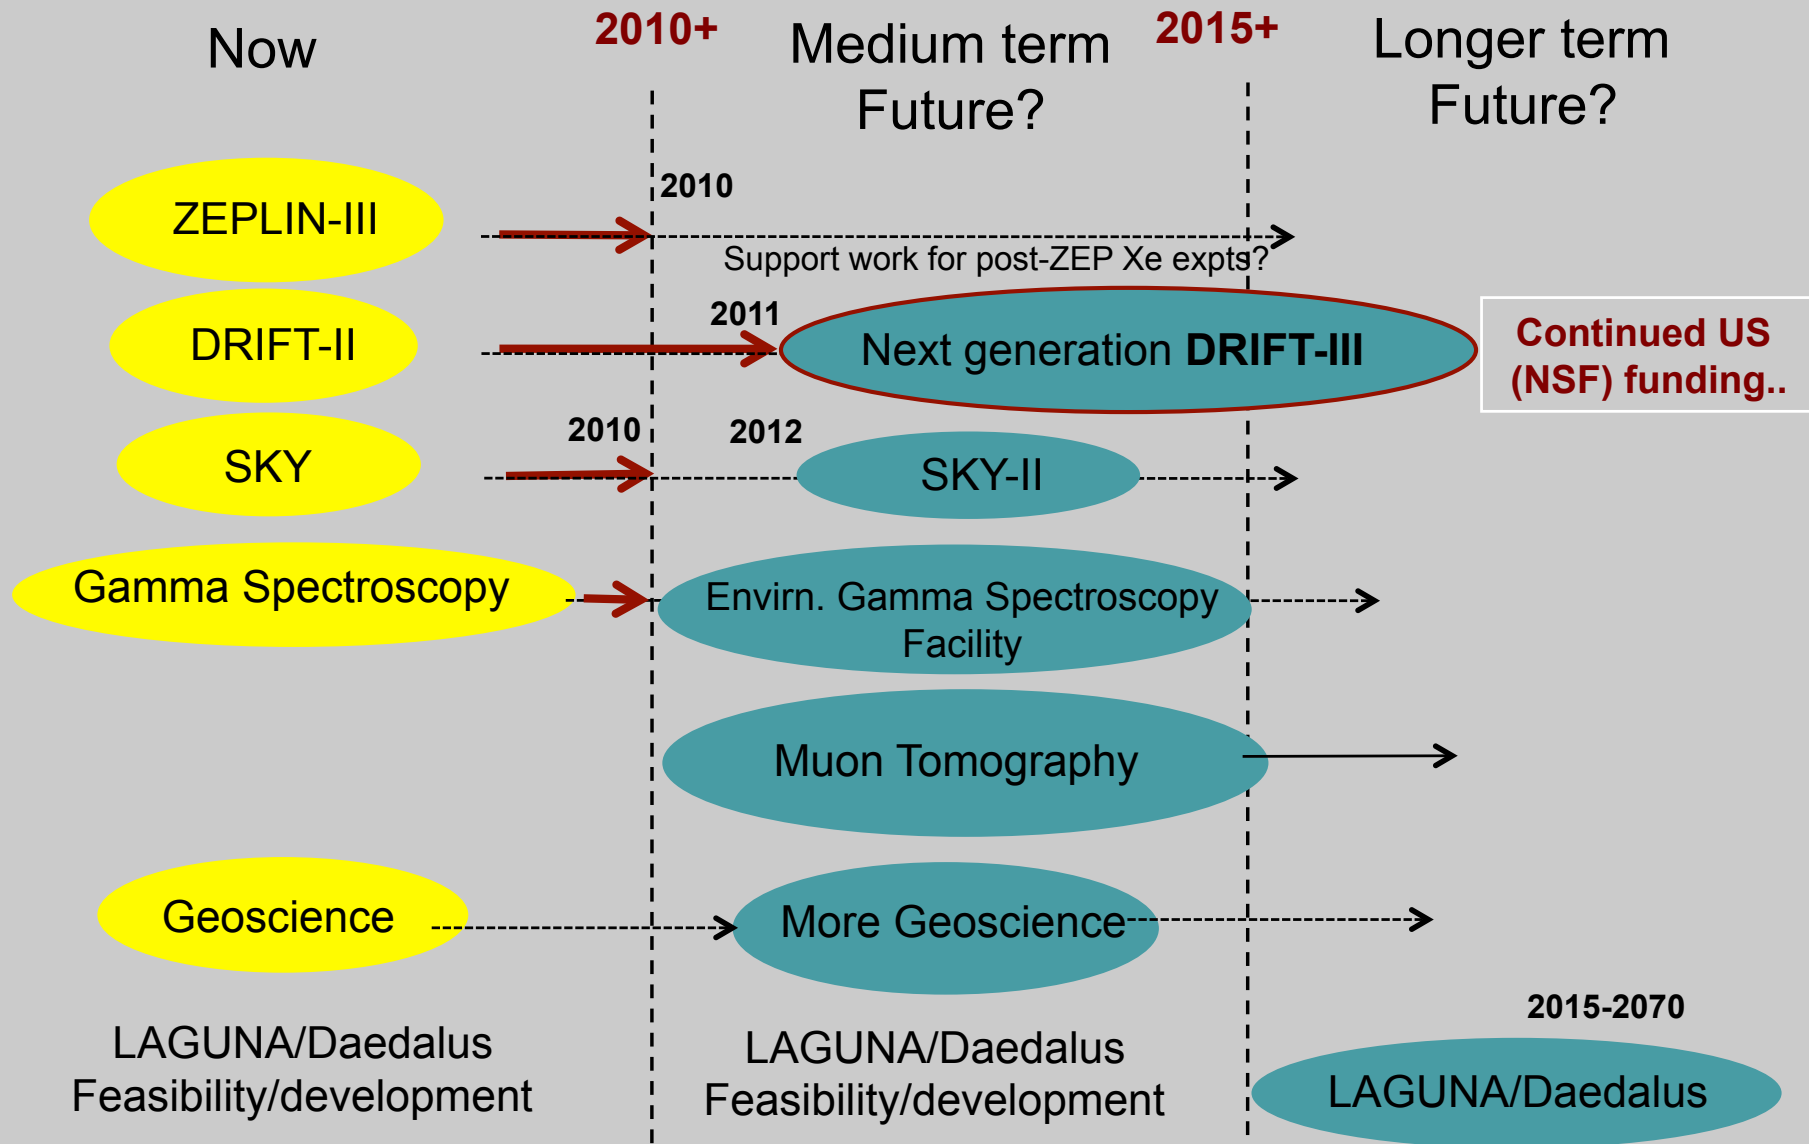 Now
2010+
Medium term
Future?
2015+
Longer term
Future?
ZEPLIN-III
2010
Support work for post-ZEP Xe expts?
DRIFT-II
2011
Next generation DRIFT-III
Continued US
(NSF) funding..
SKY
2010
2012
SKY-II
Gamma Spectroscopy
Envirn. Gamma Spectroscopy
Facility
Muon Tomography
Geoscience
More Geoscience
LAGUNA/Daedalus
Feasibility/development
LAGUNA/Daedalus
Feasibility/development
2015-2070
LAGUNA/Daedalus